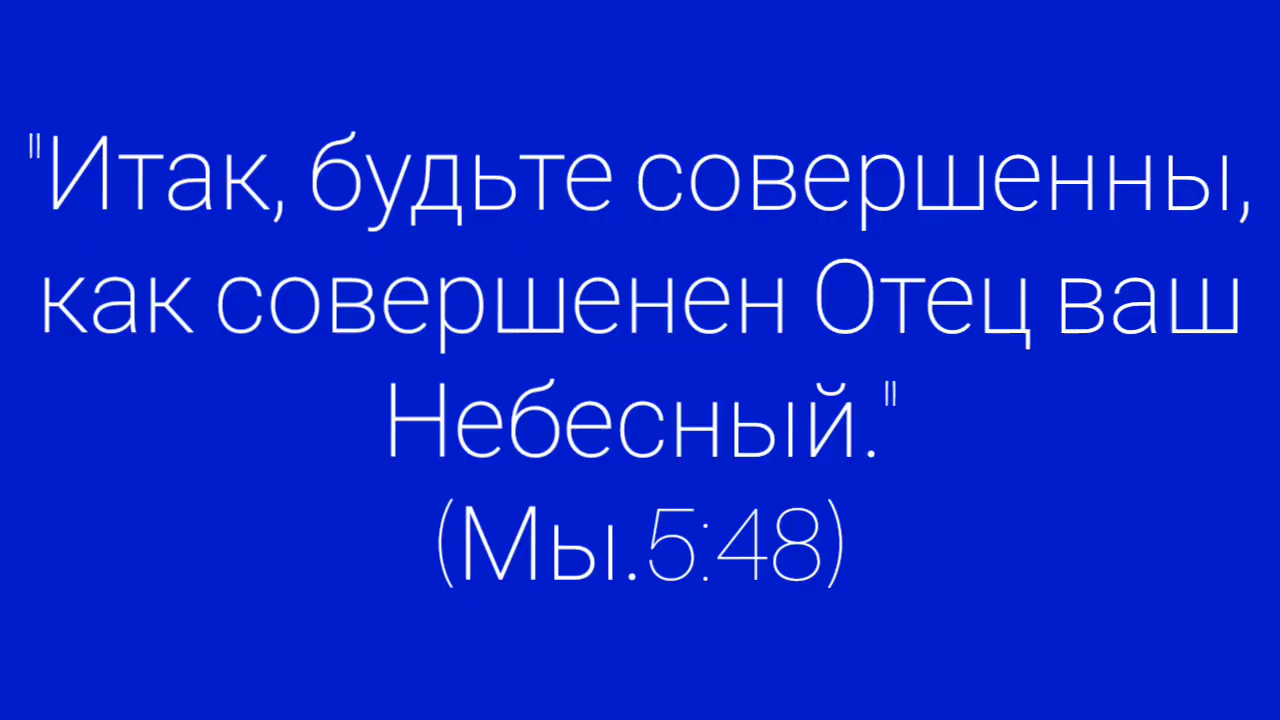 "Итак, будьте совершенны,
как совершенен Отец ваш
Небесный."
(Мы.5:48)